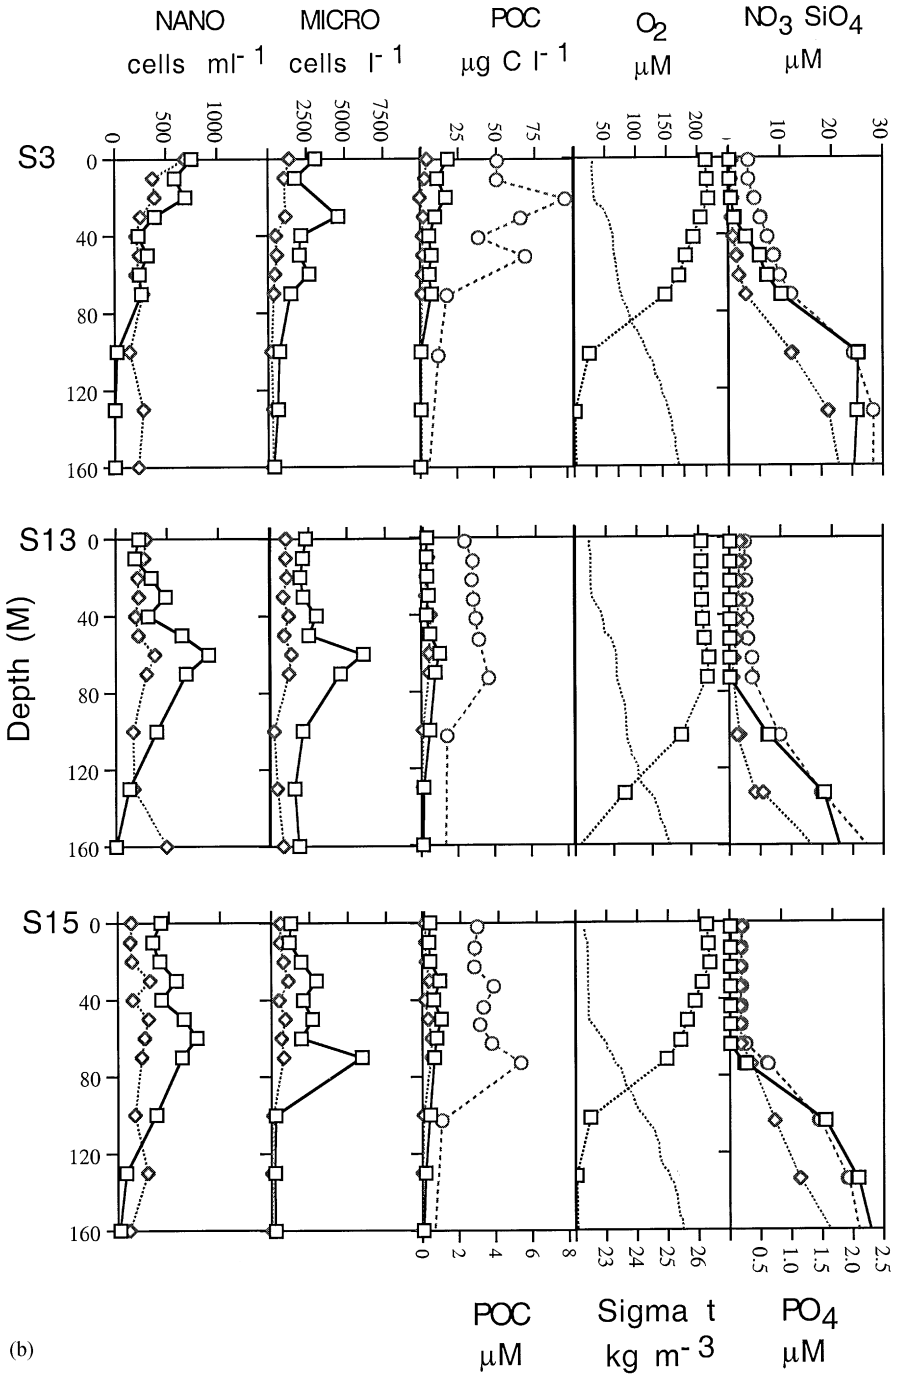 NANO MICRO POC O2 NO3 SiO4
cells ml-1 cells l-1 µg C l-1 µM µM
0 5000 1000 2500 5000 7500 25 50 75 50 100 150 200 10 20 30
S3
0
40
80
120
160
S13
0
40
80
120
160
Depth (M)
S15
0
40
80
120
160
0 2 4 6 8 23 24 25 26 0.5 1.0 1.5 2.0 2.5
POC Sigma t PO4
µM kg m-3 µM
(b)